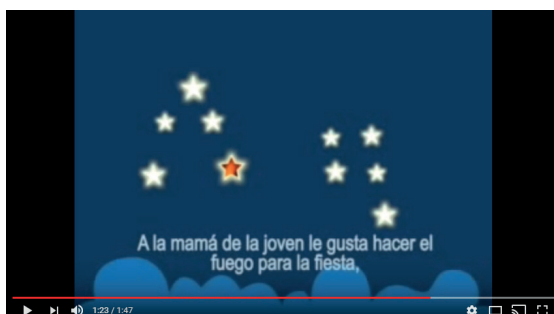 A la mamá de la joven le gusta hacer el
fuego para la fiesta,
1:23 / 1:47